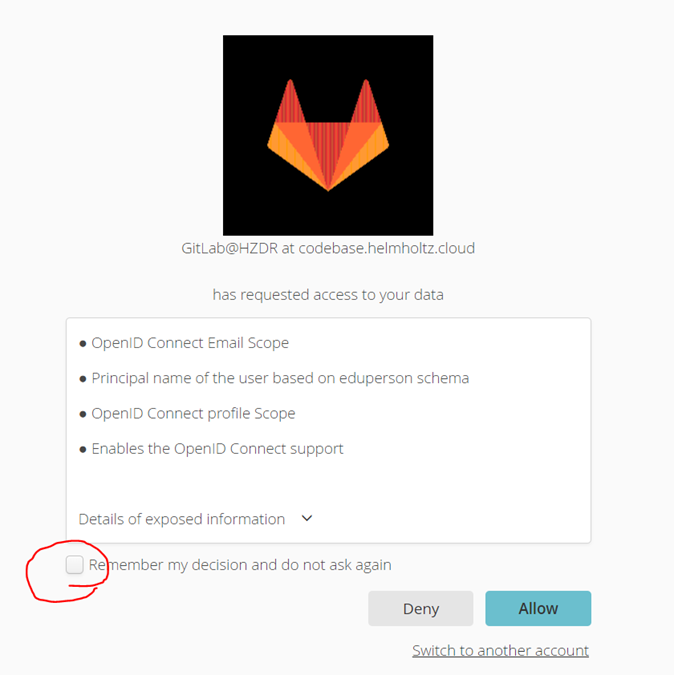 GitLab@HZDR at codebase.helmholtz.cloud
has requested access to your data
● OpenID Connect Email Scope
● Principal name of the user based on eduperson schema
● OpenID Connect profile Scope
● Enables the OpenID Connect support
Details of exposed information
Remember my decision and do not ask again
Deny Allow
Switch to another account